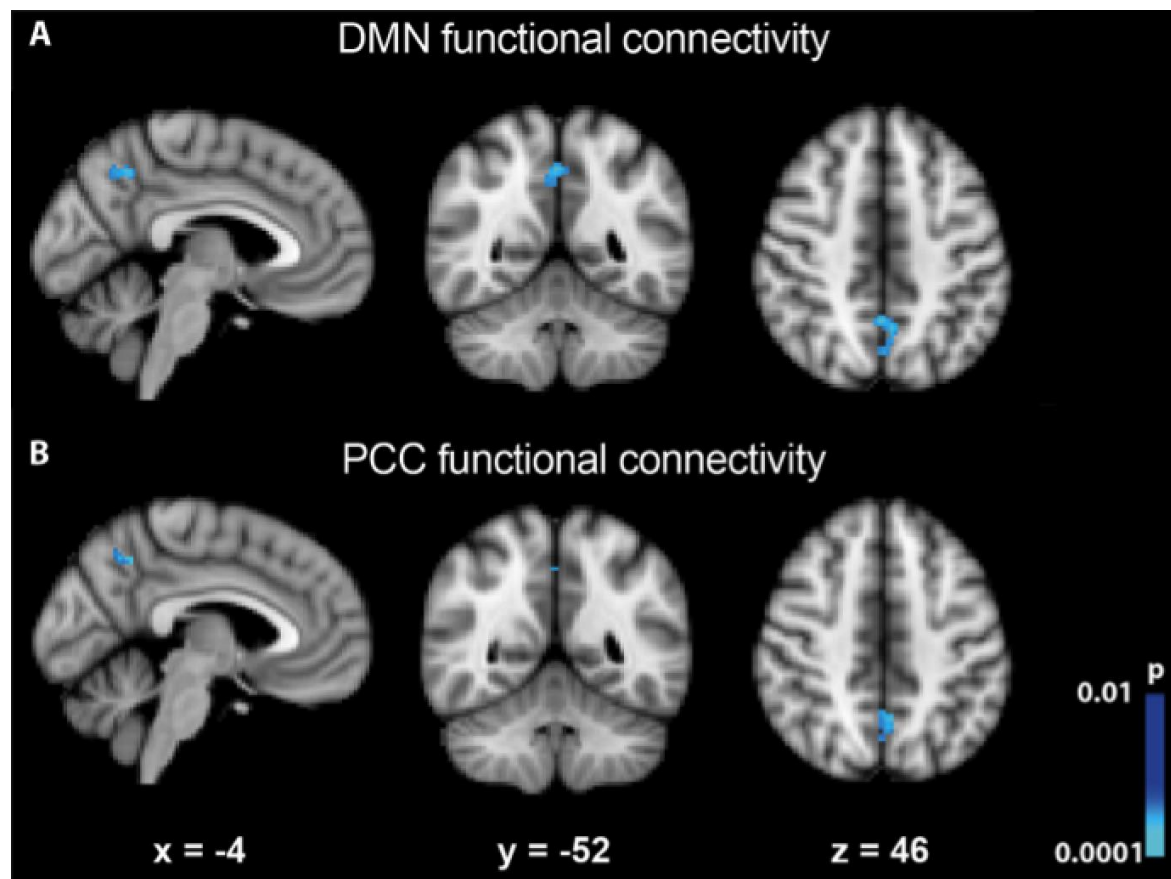 A
DMN functional connectivity
B
PCC functional connectivity
p
0.01
0.0001
x = -4
y = -52
z = 46